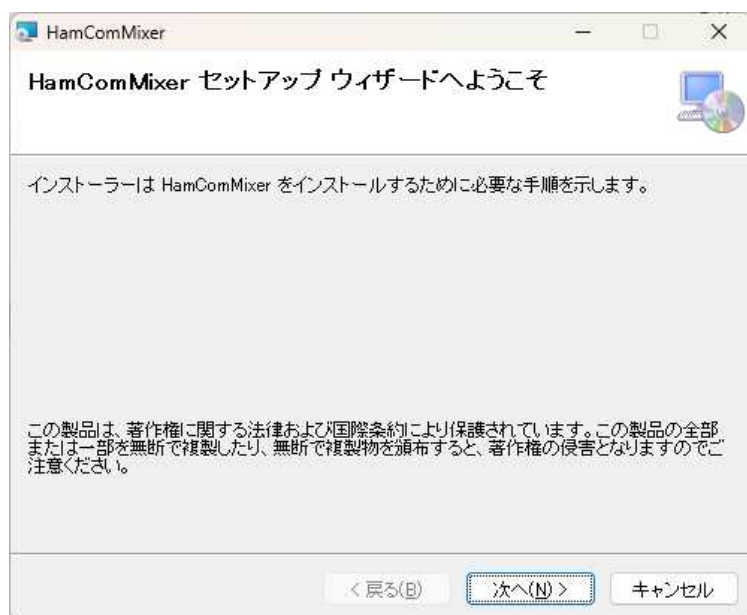 HamComMixer
HamComMixer セットアップ ウィザードへようこそ
インストーラーは HamComMixer をインストールするために必要な手順を示します。
この製品は、著作権に関する法律および国際条約により保護されています。この製品の全部
または一部を無断で複製したり、無断で複製物を頒布すると、著作権の侵害となりますのでご
注意ください。
< 戻る(B) 次へ(N) > キャンセル